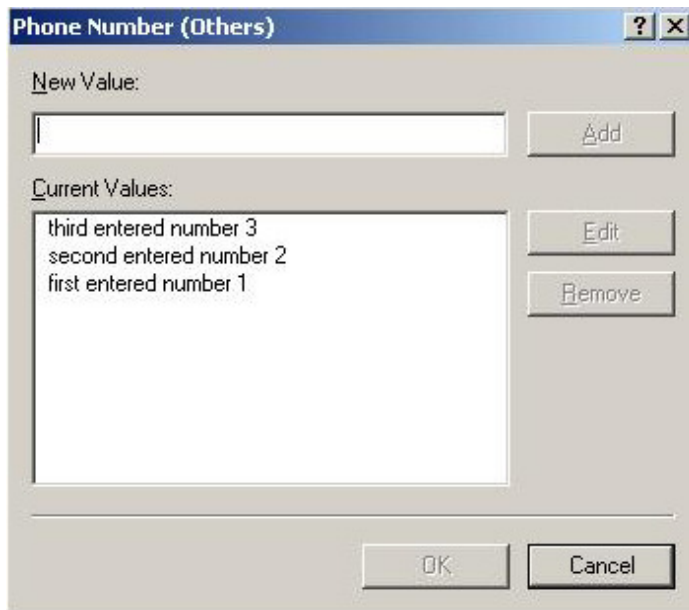 Phone Number (Others)
New Value:
Add
Current Values:
third entered number 3
second entered number 2
first entered number 1
Edit
Remove
OK
Cancel